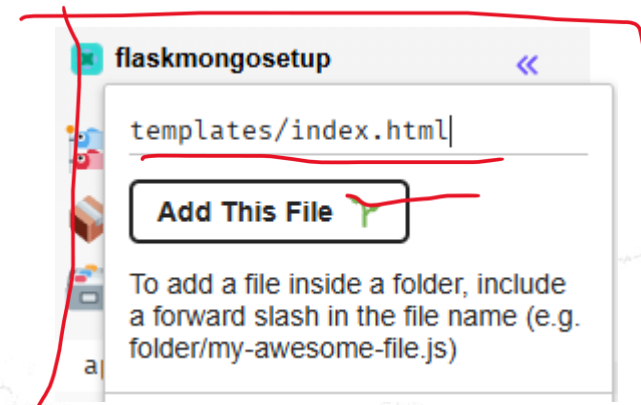 flaskmongosetup
templates/index.html
Add This File
To add a file inside a folder, include
a forward slash in the file name (e.g.
folder/my-awesome-file.js)